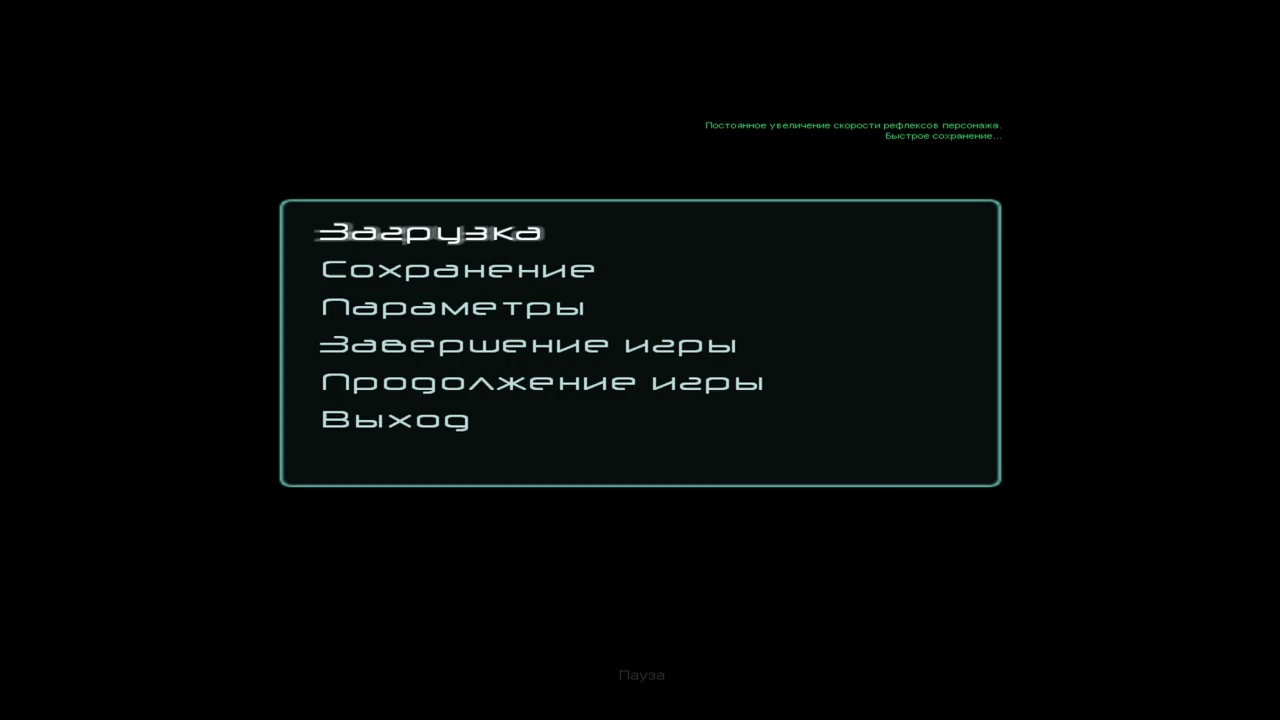 Постоянное увеличение скорости рефлексов персонажа.
Быстрое сохранение...
Загрузка
Сохранение
Параметры
Завершение игры
Продолжение игры
Выход
Пауза